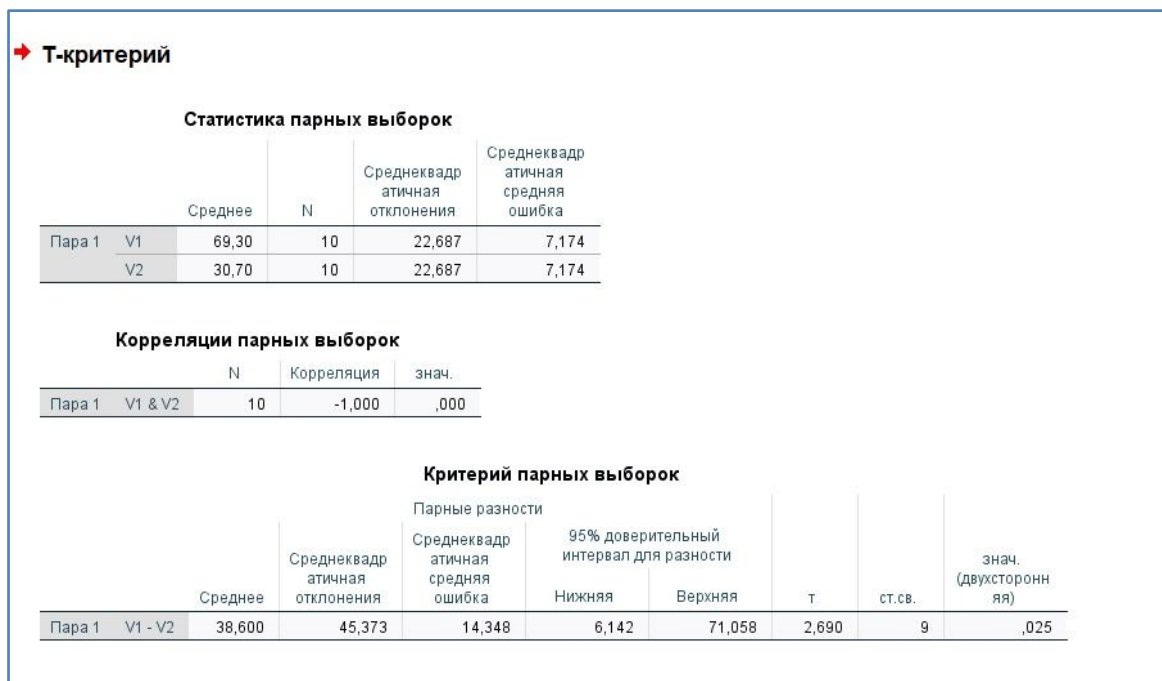 Т-критерий
Статистика парных выборок
Среднее N Среднеквадр атичная отклонения Среднеквадр атичная средняя ошибка
Пара 1 V1 69,30 10 22,687 7,174
V2 30,70 10 22,687 7,174
Корреляции парных выборок
N Корреляция знач.
Пара 1 V1 & V2 10 -1,000 ,000
Критерий парных выборок
Парные разности
Среднее Среднеквадр атичная отклонения Среднеквадр атичная средняя ошибка 95% доверительный интервал для разности
Нижняя Верхняя т ст.св. знач. (двухсторонн яя)
Пара 1 V1 - V2 38,600 45,373 14,348 6,142 71,058 2,690 9 ,025